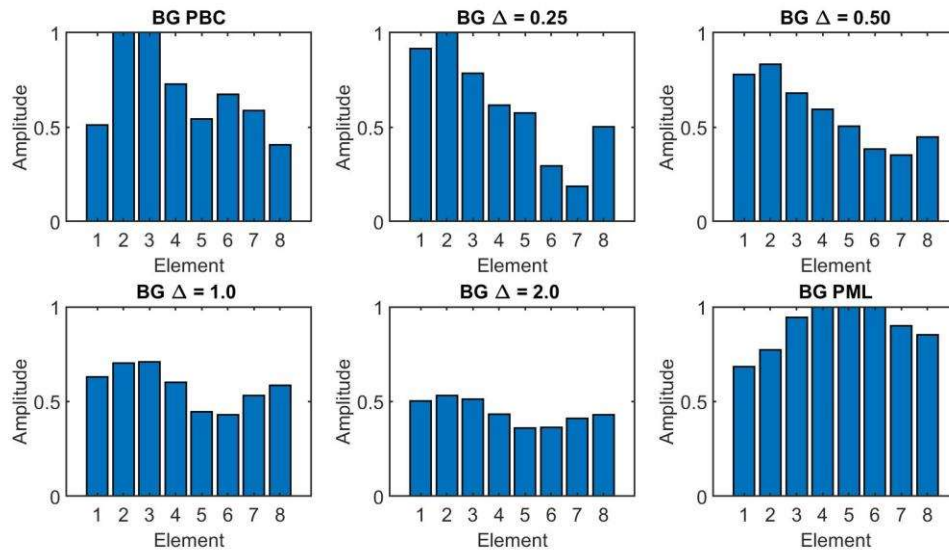 BG PBC
BG Δ = 0.25
BG Δ = 0.50
1
0.5
0
Amplitude
1 2 3 4 5 6 7 8
Element
1
0.5
0
Amplitude
1 2 3 4 5 6 7 8
Element
1
0.5
0
Amplitude
1 2 3 4 5 6 7 8
Element
BG Δ = 1.0
BG Δ = 2.0
BG PML
1
0.5
0
Amplitude
1 2 3 4 5 6 7 8
Element
1
0.5
0
Amplitude
1 2 3 4 5 6 7 8
Element
1
0.5
0
Amplitude
1 2 3 4 5 6 7 8
Element